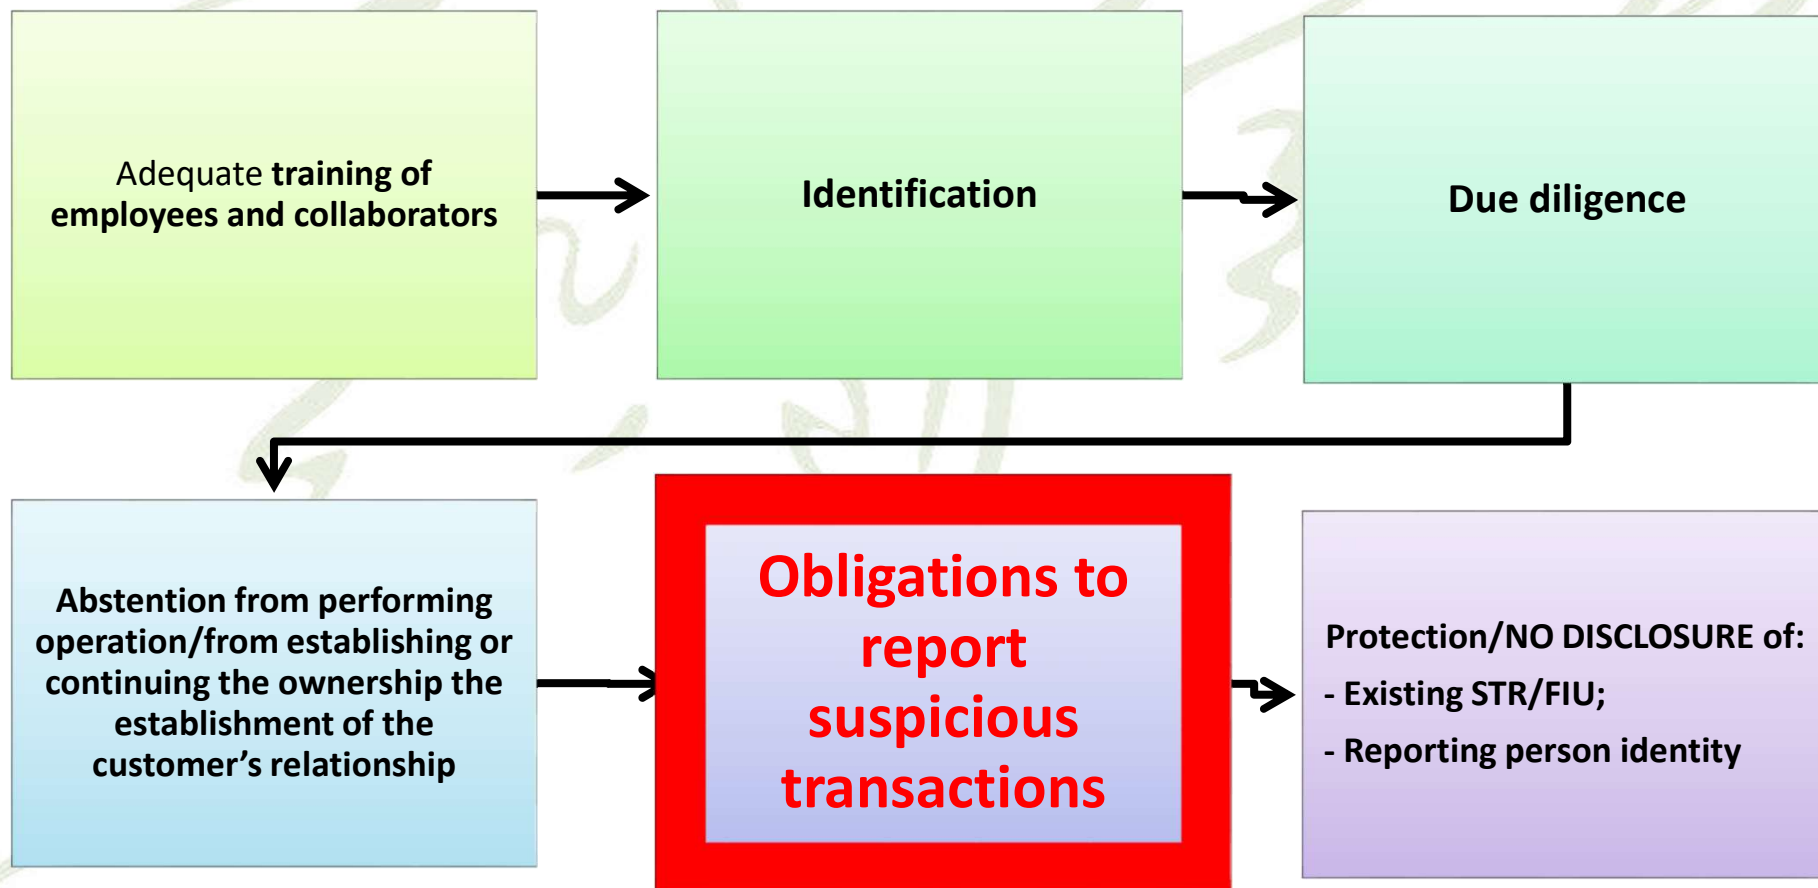 Adequate training of
employees and collaborators
Identification
Due diligence
Abstention from performing
operation/from establishing or
continuing the ownership the
establishment of the
customer’s relationship
Obligations to
report
suspicious
transactions
Protection/NO DISCLOSURE of:
- Existing STR/FIU;
- Reporting person identity